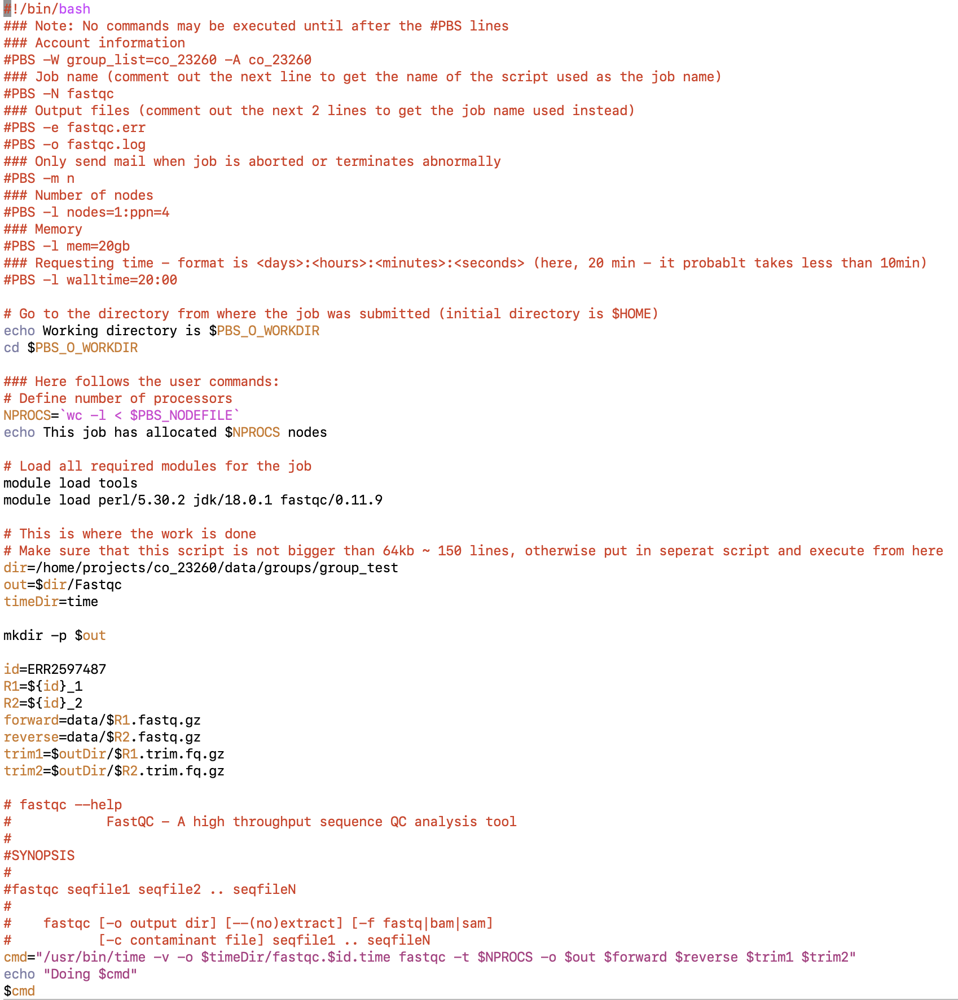 #!/bin/bash
### Note: No commands may be executed until after the #PBS lines
### Account information
#PBS -W group_list=co_23260 -A co_23260
### Job name (comment out the next line to get the name of the script used as the job name)
#PBS -N fastqc
### Output files (comment out the next 2 lines to get the job name used instead)
#PBS -e fastqc.err
#PBS -o fastqc.log
### Only send mail when job is aborted or terminates abnormally
#PBS -m n
### Number of nodes
#PBS -l nodes=1:ppn=4
### Memory
#PBS -l mem=20gb
### Requesting time - format is <days>:<hours>:<minutes>:<seconds> (here, 20 min - it probablt takes less than 10min)
#PBS -l walltime=20:00

# Go to the directory from where the job was submitted (initial directory is $HOME)
echo Working directory is $PBS_O_WORKDIR
cd $PBS_O_WORKDIR

### Here follows the user commands:
# Define number of processors
NPROCS=`wc -l < $PBS_NODEFILE`
echo This job has allocated $NPROCS nodes

# Load all required modules for the job
module load tools
module load perl/5.30.2 jdk/18.0.1 fastqc/0.11.9

# This is where the work is done
# Make sure that this script is not bigger than 64kb ~ 150 lines, otherwise put in seperat script and execute from here
dir=/home/projects/co_23260/data/groups/group_test
out=$dir/Fastqc
timeDir=time

mkdir -p $out

id=ERR2597487
R1=${id}_1
R2=${id}_2
forward=data/$R1.fastq.gz
reverse=data/$R2.fastq.gz
trim1=$outDir/$R1.trim.fq.gz
trim2=$outDir/$R2.trim.fq.gz

# fastqc --help
#            FastQC - A high throughput sequence QC analysis tool
#
#SYNOPSIS
#
#fastqc seqfile1 seqfile2 .. seqfileN
#
#    fastqc [-o output dir] [--(no)extract] [-f fastq|bam|sam]
#           [-c contaminant file] seqfile1 .. seqfileN
cmd="/usr/bin/time -v -o $timeDir/fastqc.$id.time fastqc -t $NPROCS -o $out $forward $reverse $trim1 $trim2"
echo "Doing $cmd"
$cmd